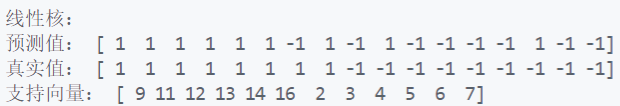 线性核：
预测值： [ 1  1  1  1  1  1 -1  1 -1  1 -1 -1 -1 -1  1 -1 -1]
真实值： [ 1  1  1  1  1  1  1  1 -1 -1 -1 -1 -1 -1 -1 -1 -1]
支持向量： [ 9 11 12 13 14 16  2  3  4  5  6  7]